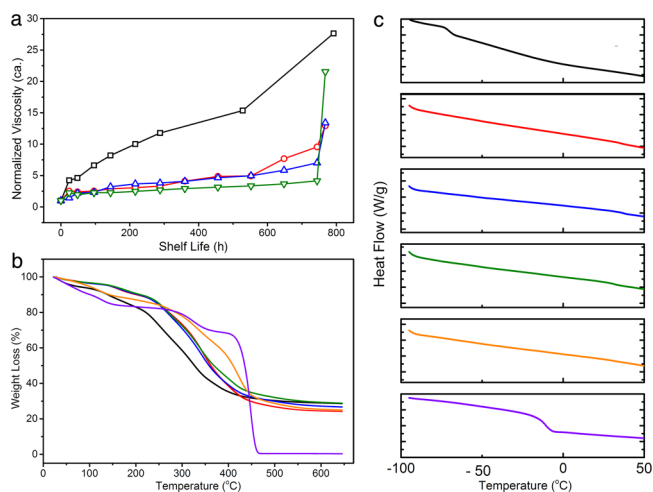 a
30
25
20
15
10
5
0
Normalized Viscosity (ca.)
0 200 400 600 800
Shelf Life (h)
b
100
80
60
40
20
0
Weight Loss (%)
0 100 200 300 400 500 600
Temperature (°C)
c
Heat Flow (W/g)
-100 - 50 0 50
Temperature (°C)